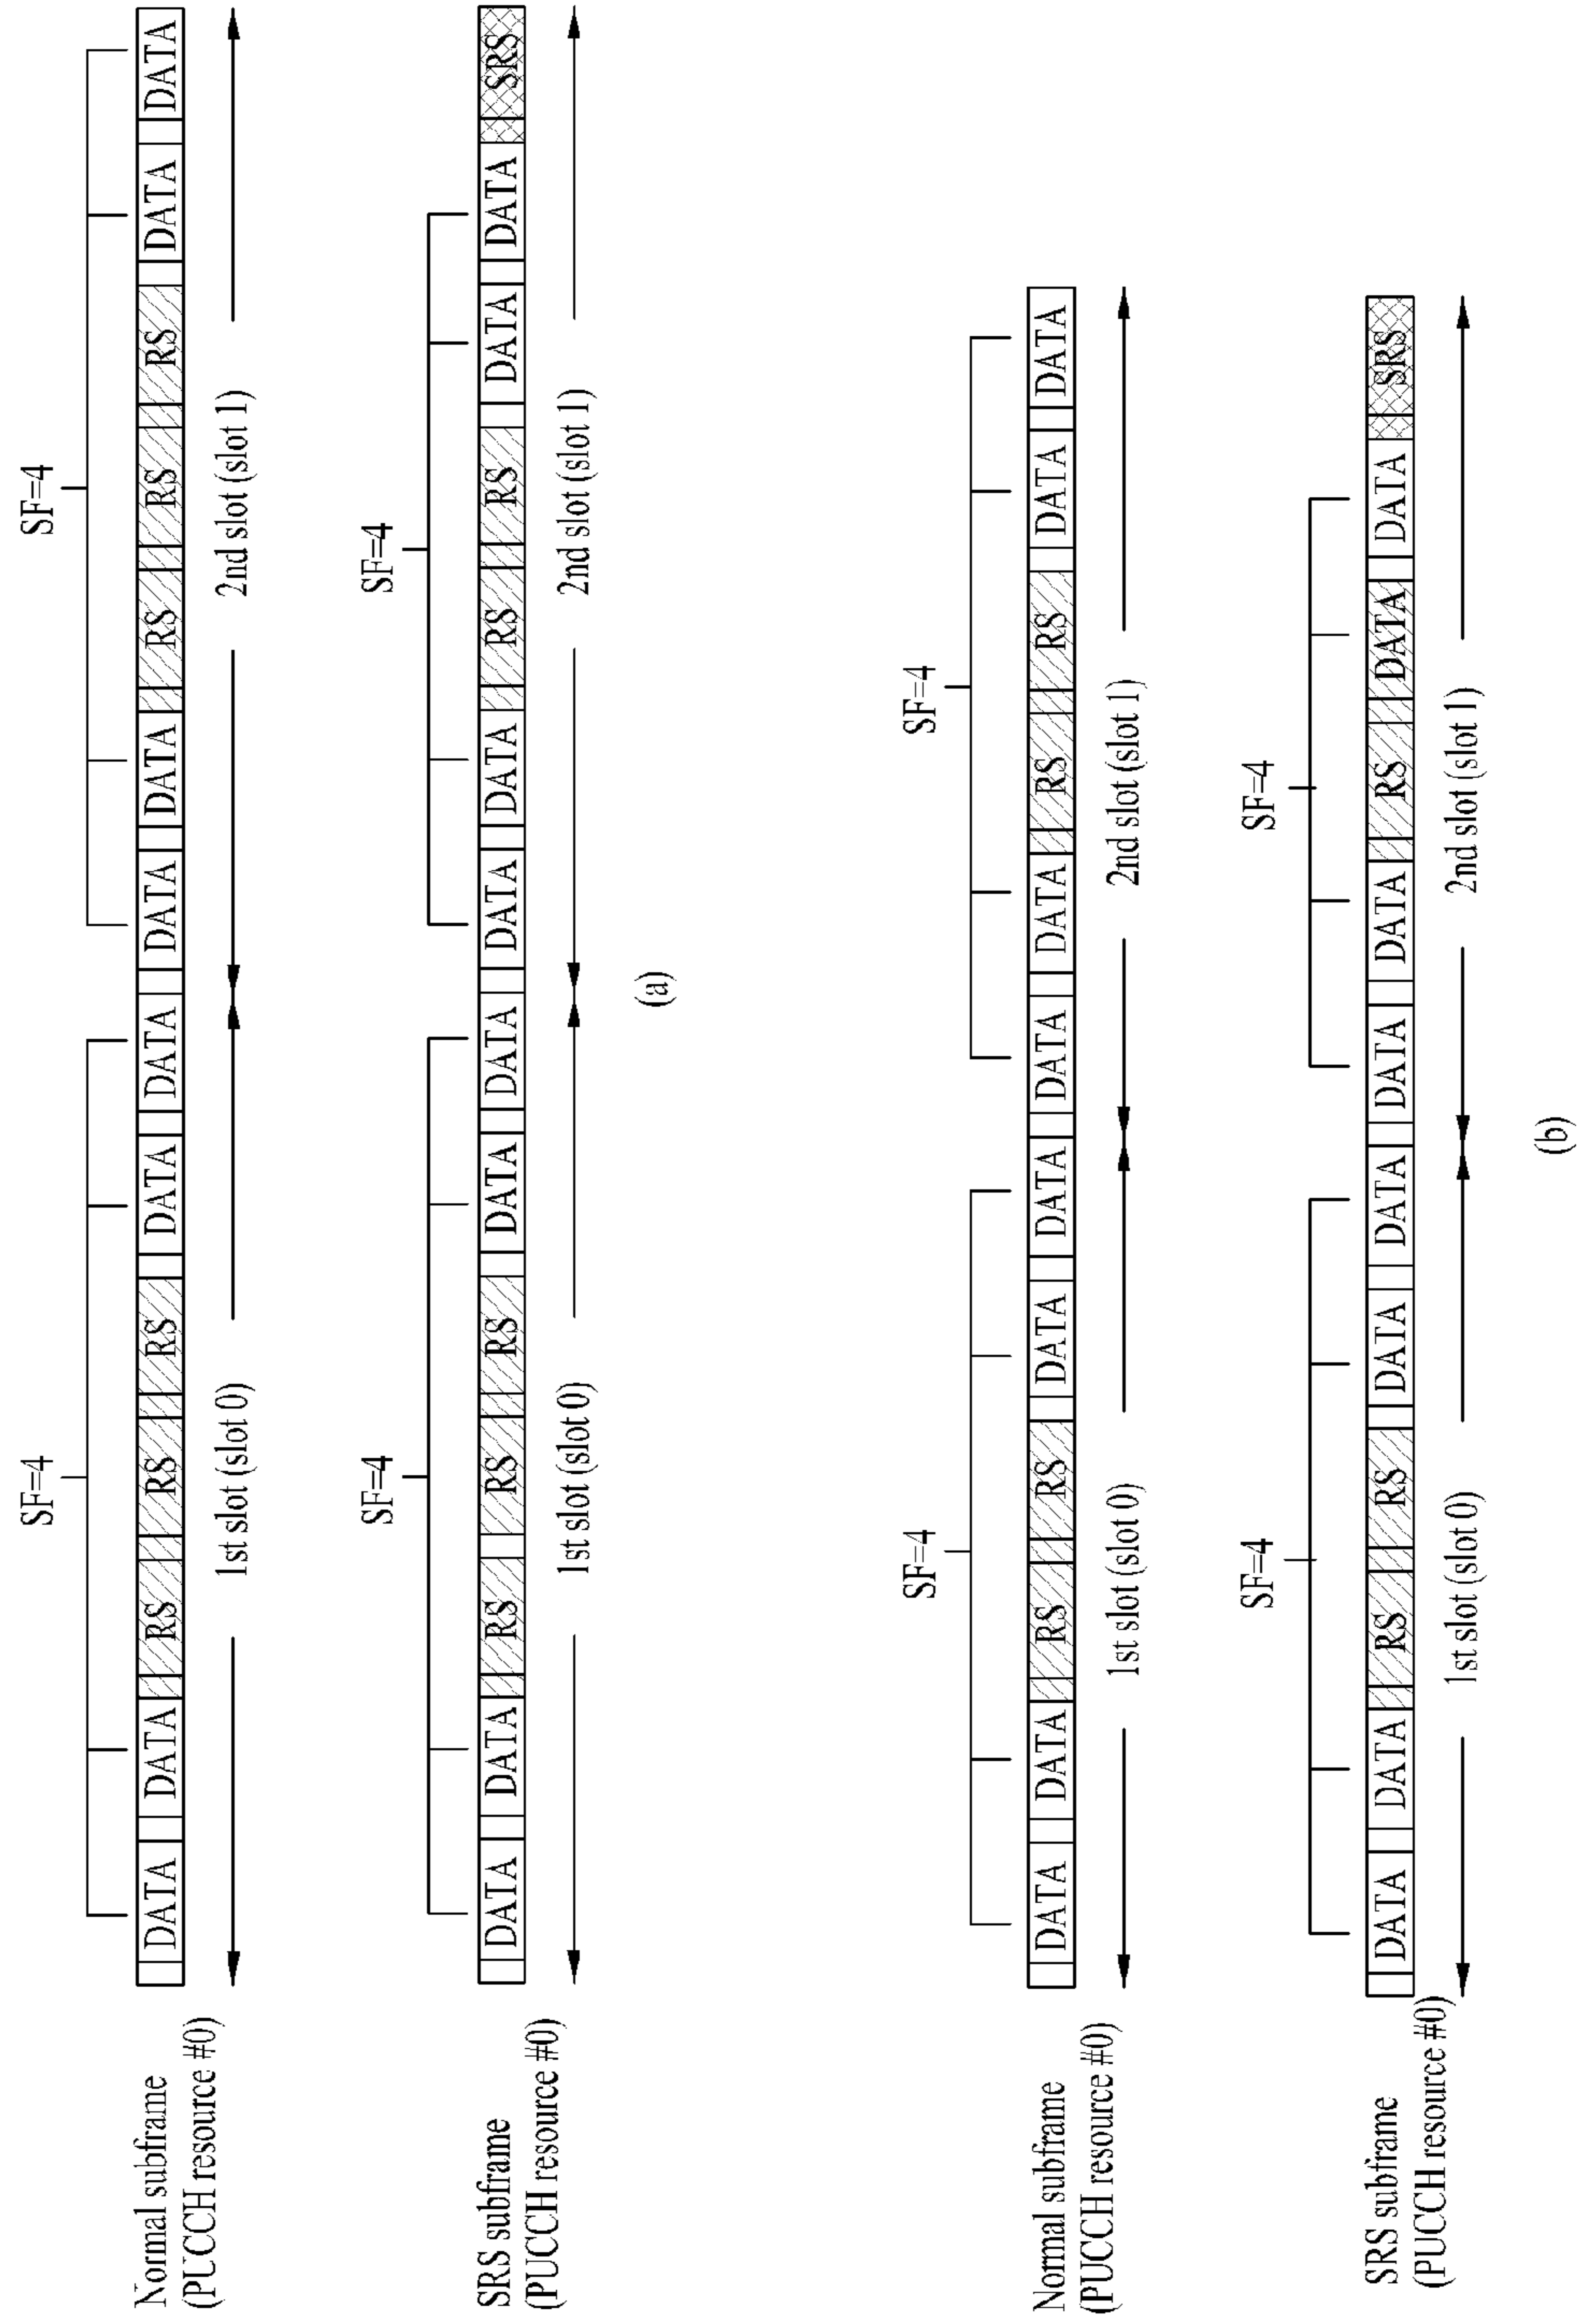 SF=4
SF=4
Normal subframe
(PUCCH resource #0)
DATA DATA RS RS RS DATA DATA DATA DATA RS RS RS DATA DATA
1st slot (slot 0)
2nd slot (slot 1)
SF=4
SF=4
SRS subframe
(PUCCH resource #0)
DATA DATA RS RS RS DATA DATA DATA DATA RS RS DATA DATA SRS
1st slot (slot 0)
2nd slot (slot 1)
(a)
SF=4
SF=4
Normal subframe
(PUCCH resource #0)
DATA DATA RS RS DATA DATA DATA DATA RS RS DATA DATA
1st slot (slot 0)
2nd slot (slot 1)
SF=4
SF=4
SRS subframe
(PUCCH resource #0)
DATA DATA RS RS DATA DATA DATA DATA RS DATA DATA SRS
1st slot (slot 0)
2nd slot (slot 1)
(b)